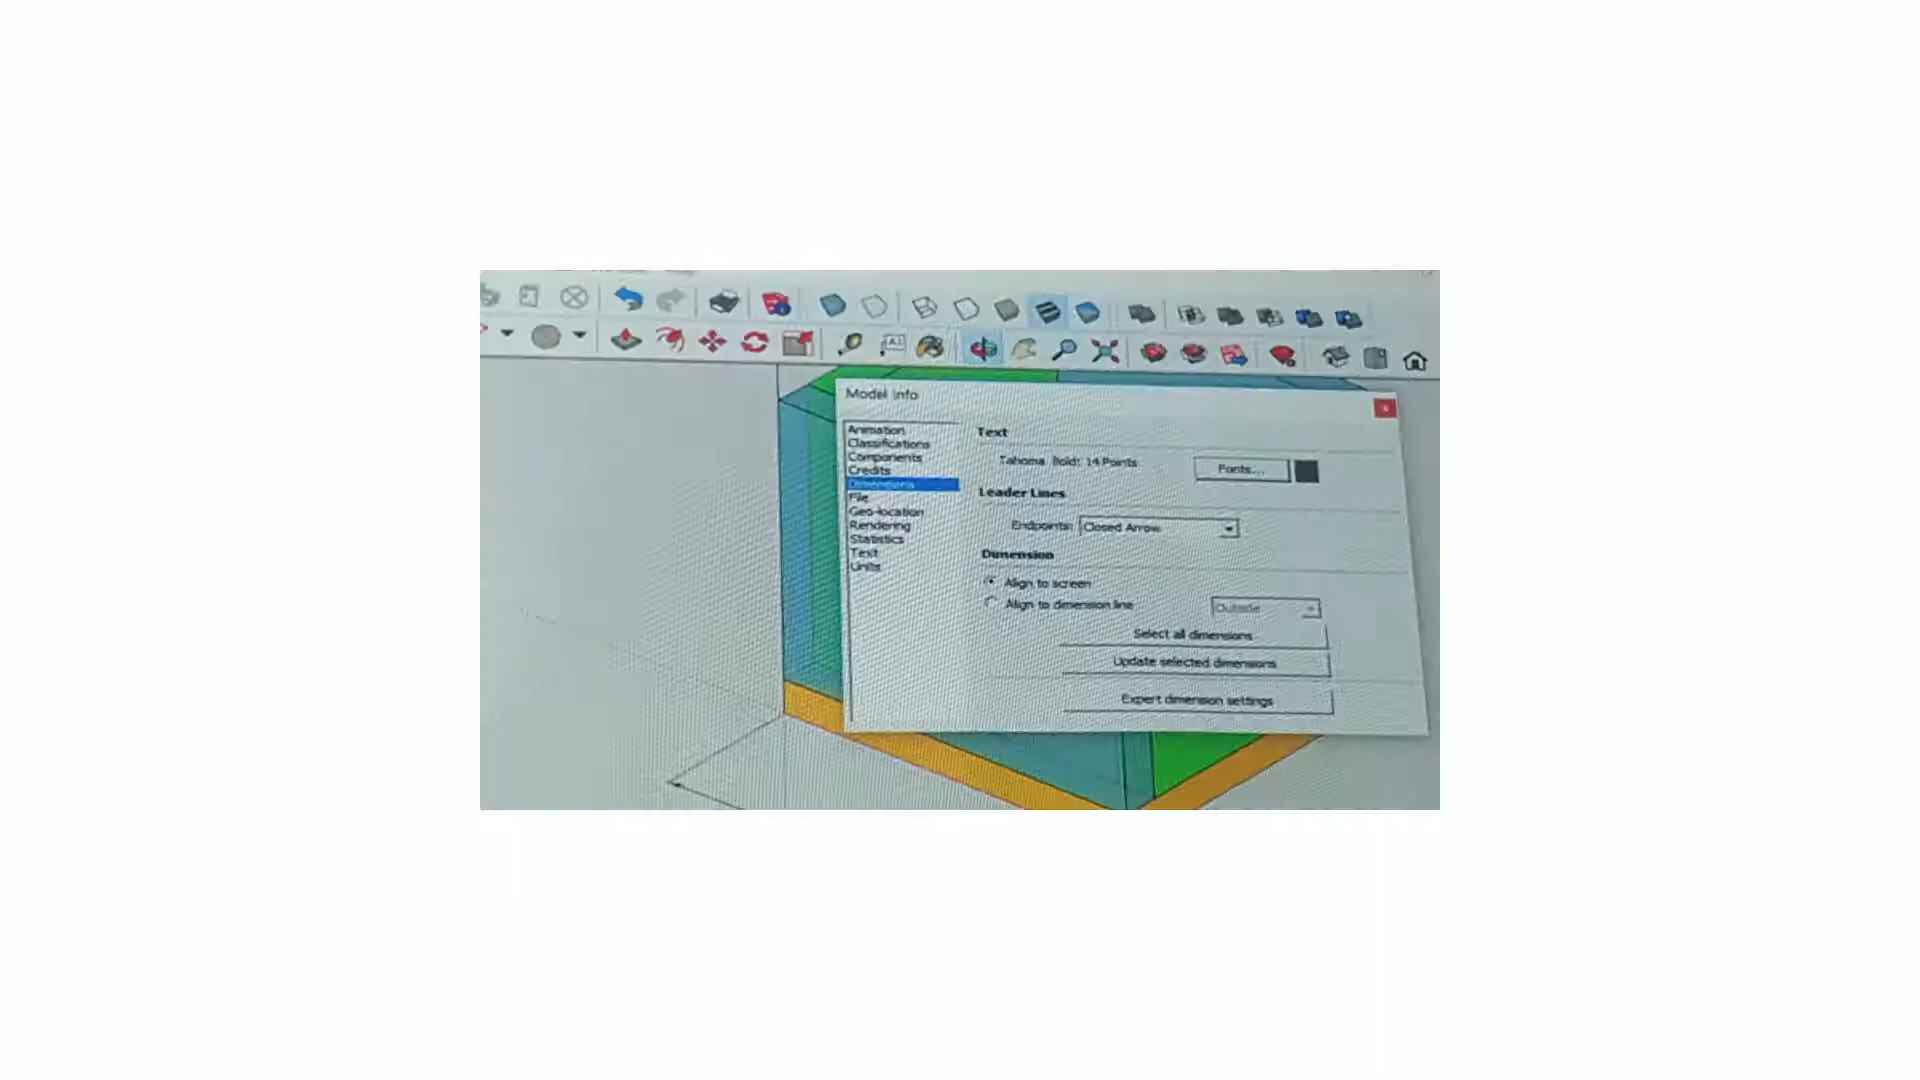 Model Info
Animation
Classifications
Components
Credits
Dimensions
File
Geo-location
Rendering
Statistics
Text
Units
Text
Tahoma Bold: 14 Points
Fonts...
Leader Lines
Endpoints: Closed Arrow
Dimension
Align to screen
Align to dimension line
Outside
Select all dimensions
Update selected dimensions
Expert dimension settings